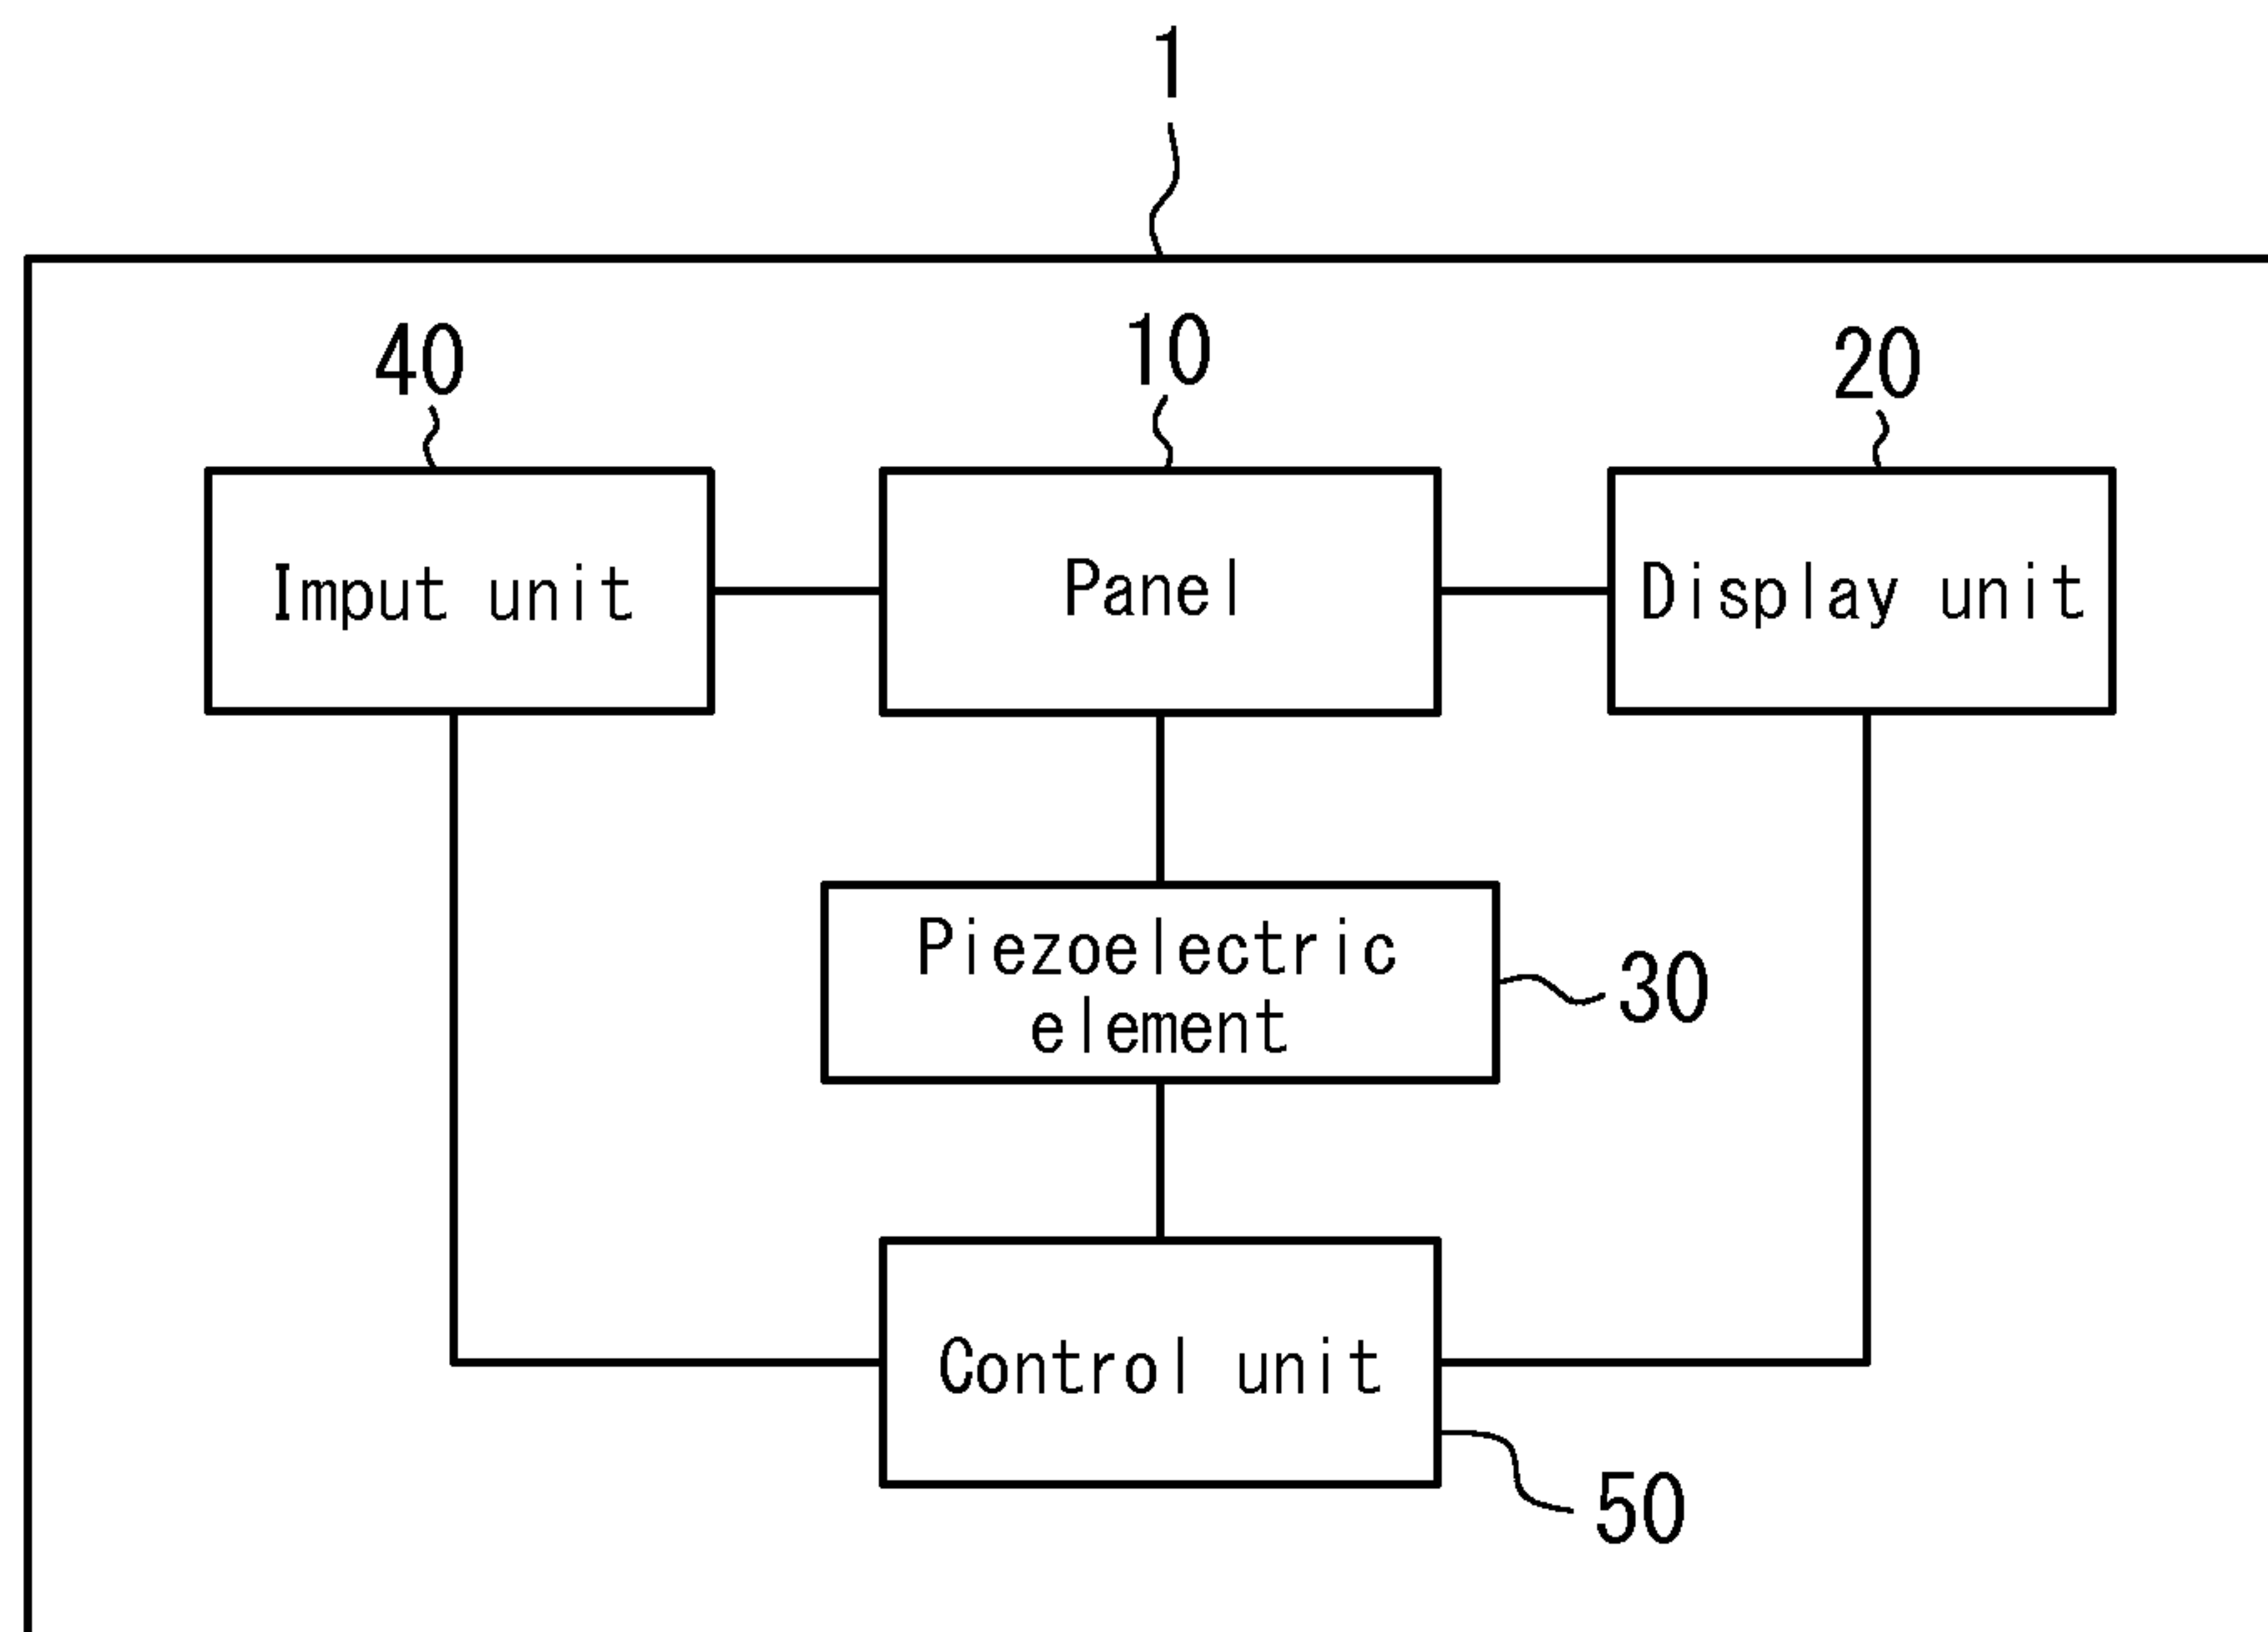 1
40
10
20
Imput unit
Panel
Display unit
Piezoelectric
element
30
Control unit
50